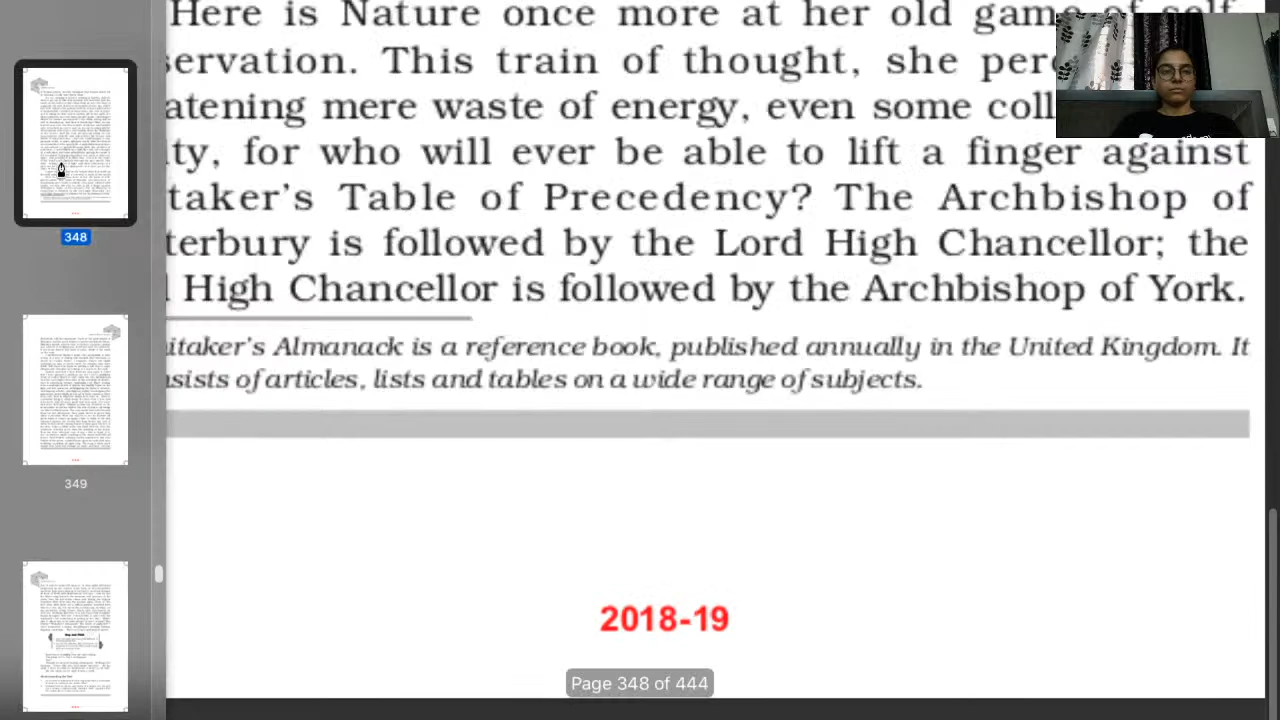 Here is Nature once more at her old game of self-
servation. This train of thought, she
atening mere waste of energy, even some
ty for who will ever be able to lift a finger against
taker's Table of Precedency? The Archbishop of
terbury is followed by the Lord High Chancellor; the
High Chancellor is followed by the Archbishop of York.
itaker's Almanack is a reference book, published annually in the United Kingdom. It
of articles, lists and on a wide range of subjects.
2018-19
Page 348 of 444
348
349